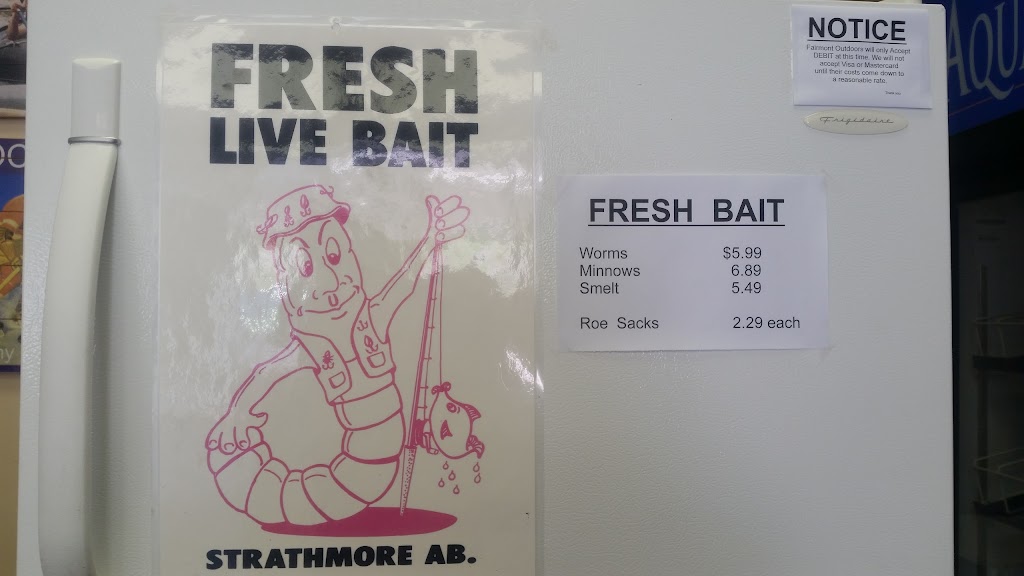 FRESH
LIVE BAIT
STRATHMORE AB.
FRESH BAIT
Worms $5.99
Minnows 6.89
Smelt 5.49
Roe Sacks 2.29 each
NOTICE
Fairmont Outdoors will only Accept
DEBIT at this time. We will not
accept Visa or Mastercard
until their costs come down to
a reasonable rate.
Frigidaire
AQU